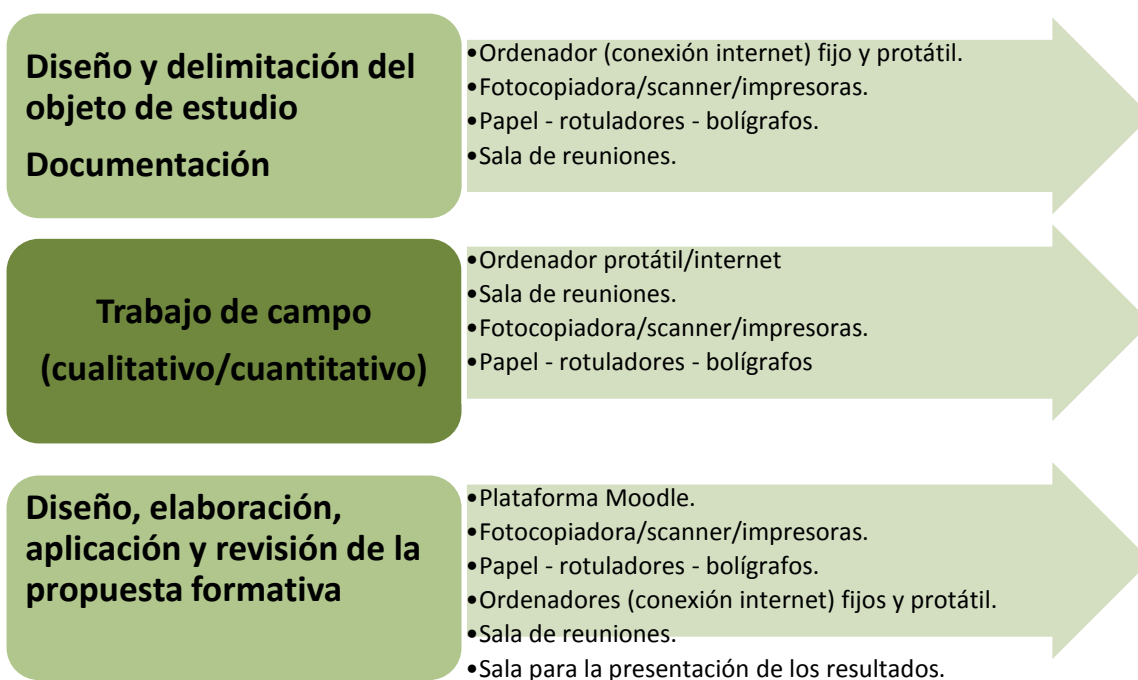 Diseño y delimitación del
objeto de estudio
Documentación
•Ordenador (conexión internet) fijo y protátil.
•Fotocopiadora/scanner/impresoras.
•Papel - rotuladores - bolígrafos.
•Sala de reuniones.
Trabajo de campo
(cualitativo/cuantitativo)
•Ordenador protátil/internet
•Sala de reuniones.
•Fotocopiadora/scanner/impresoras.
•Papel - rotuladores - bolígrafos
Diseño, elaboración,
aplicación y revisión de la
propuesta formativa
•Plataforma Moodle.
•Fotocopiadora/scanner/impresoras.
•Papel - rotuladores - bolígrafos.
•Ordenadores (conexión internet) fijos y protátil.
•Sala de reuniones.
•Sala para la presentación de los resultados.